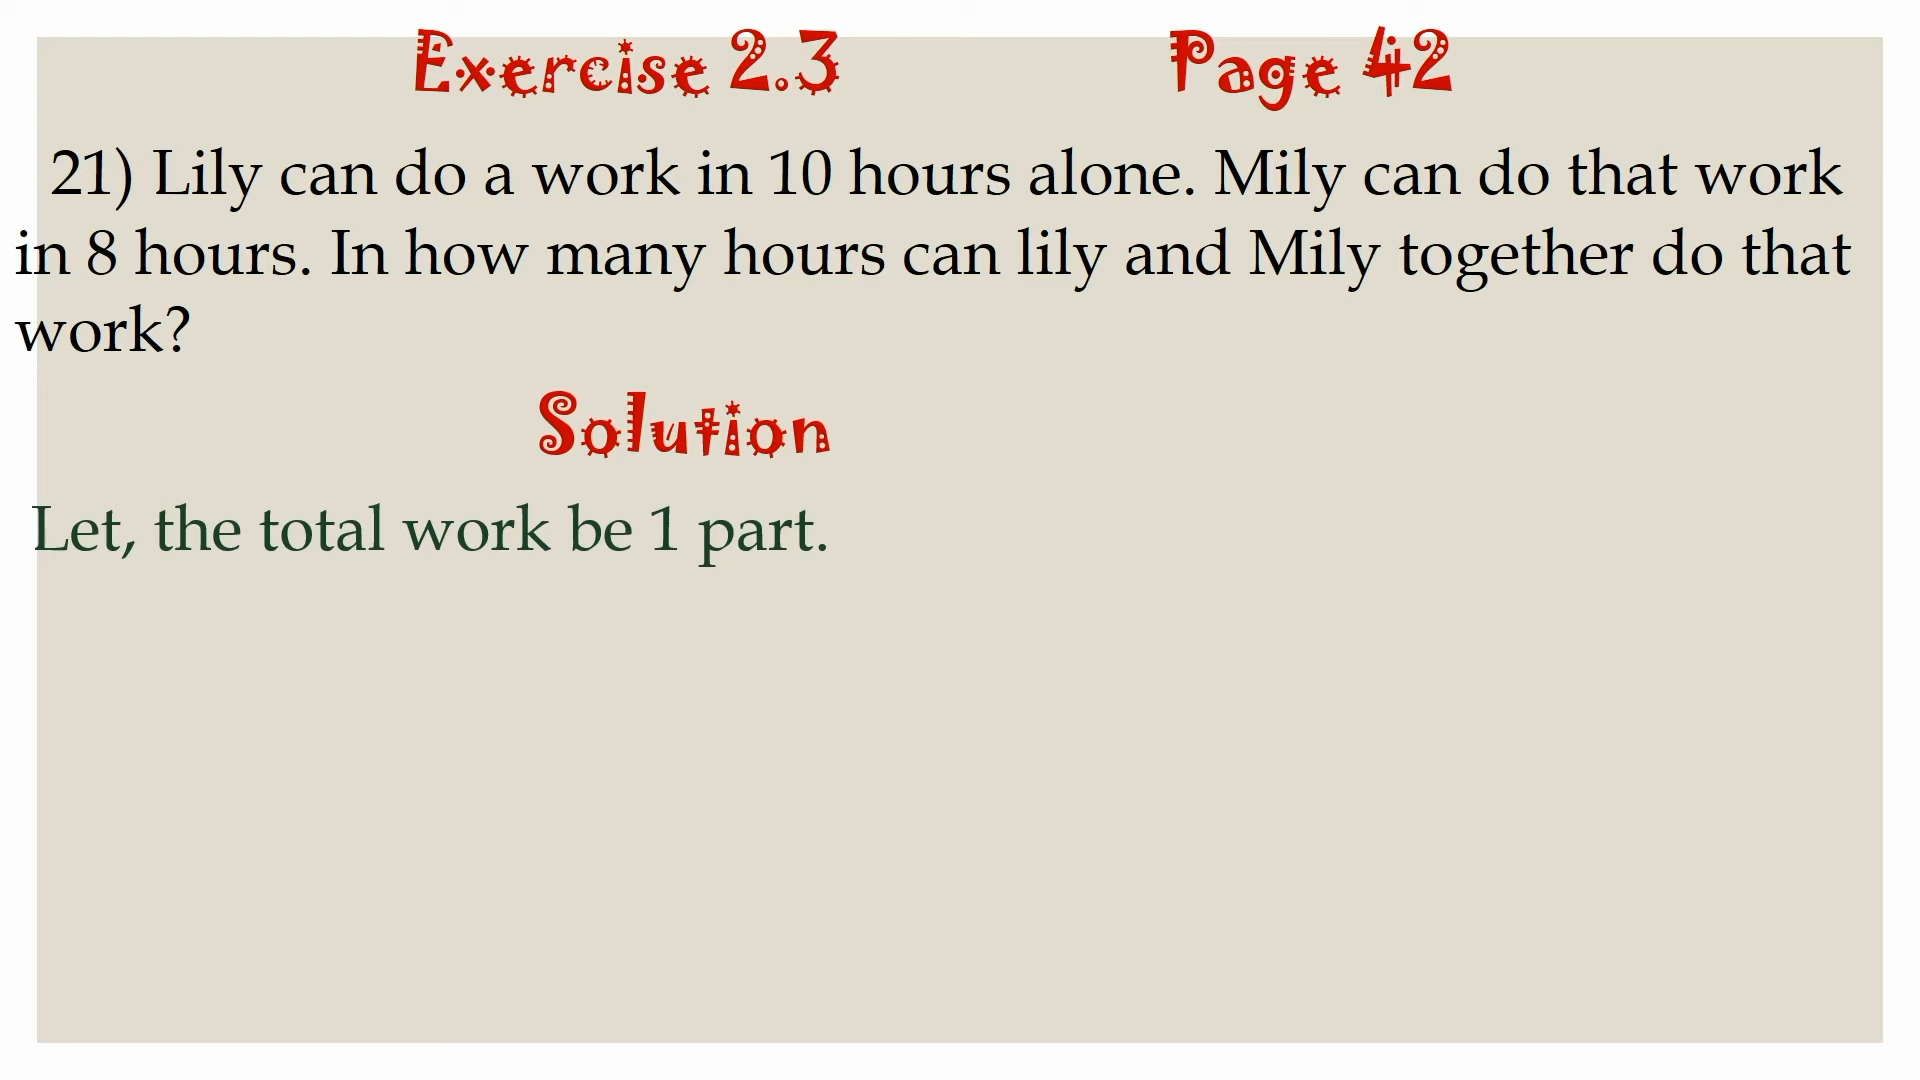 Exercise 2.3 Page 42
21) Lily can do a work in 10 hours alone. Mily can do that work
in 8 hours. In how many hours can lily and Mily together do that
work?
Solution
Let, the total work be 1 part.